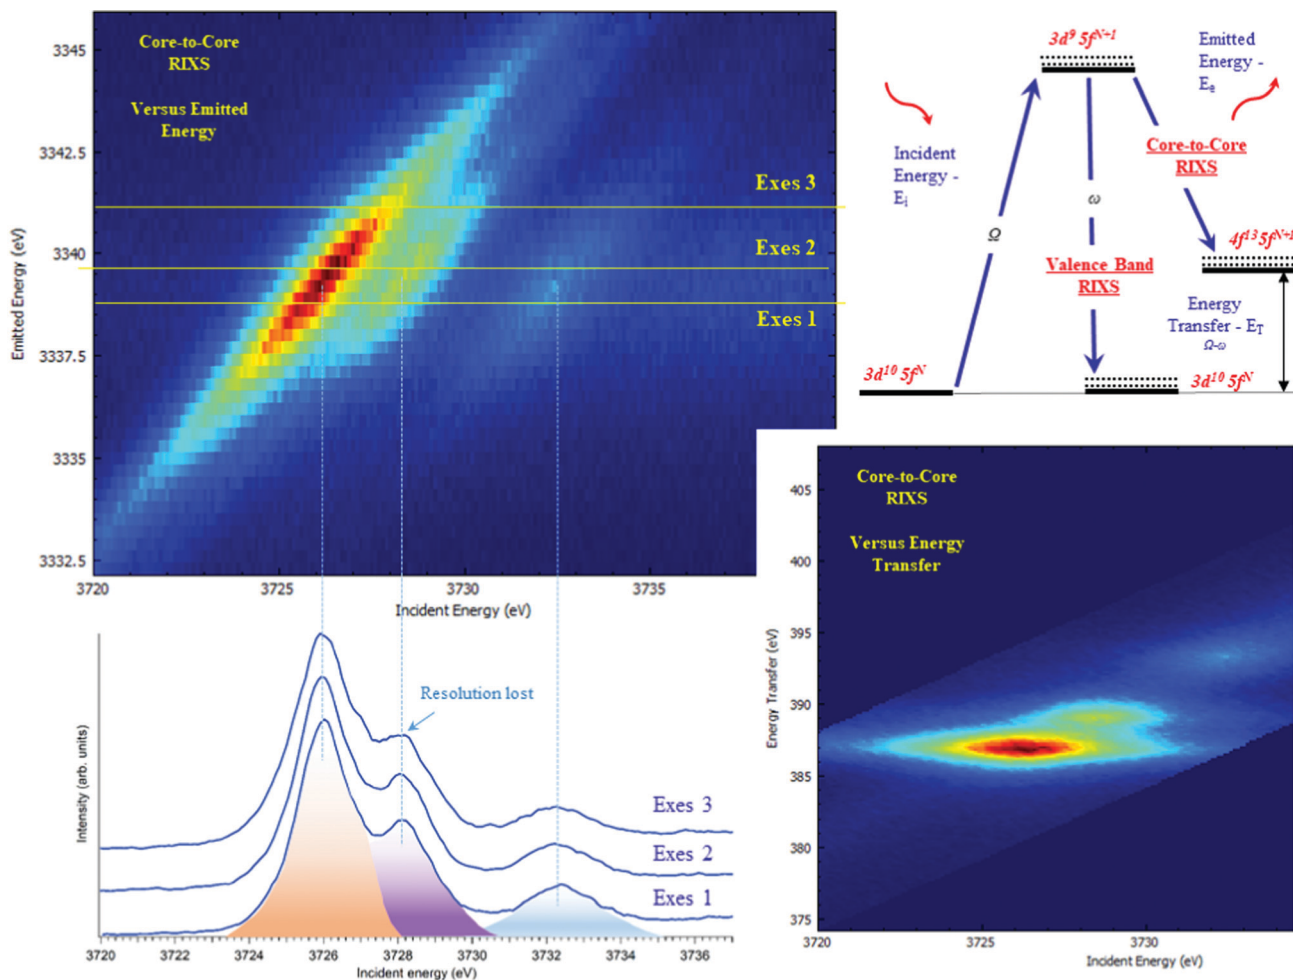 Core-to-Core
RIXS
Versus Emitted
Energy
Exes 3
Exes 2
Exes 1
3345
3342.5
3340
3337.5
3335
3332.5
Emitted Energy (eV)
3720
3725
3730
3735
Incident Energy (eV)
3d⁹ 5fᴺ⁺¹
Emitted
Energy -
Eₑ
Incident
Energy -
Eᵢ
Core-to-Core
RIXS
Ω
ω
Valence Band
RIXS
4f¹³5fᴺ⁺¹
Energy
Transfer - E_T
Ω-ω
3d¹⁰ 5fᴺ
3d¹⁰ 5fᴺ
Resolution lost
Exes 3
Exes 2
Exes 1
Intensity (arb. units)
3720
3722
3724
3726
3728
3730
3732
3734
3736
Incident energy (eV)
Core-to-Core
RIXS
Versus Energy
Transfer
405
400
395
390
385
380
375
Energy Transfer (eV)
3720
3725
3730
Incident Energy (eV)